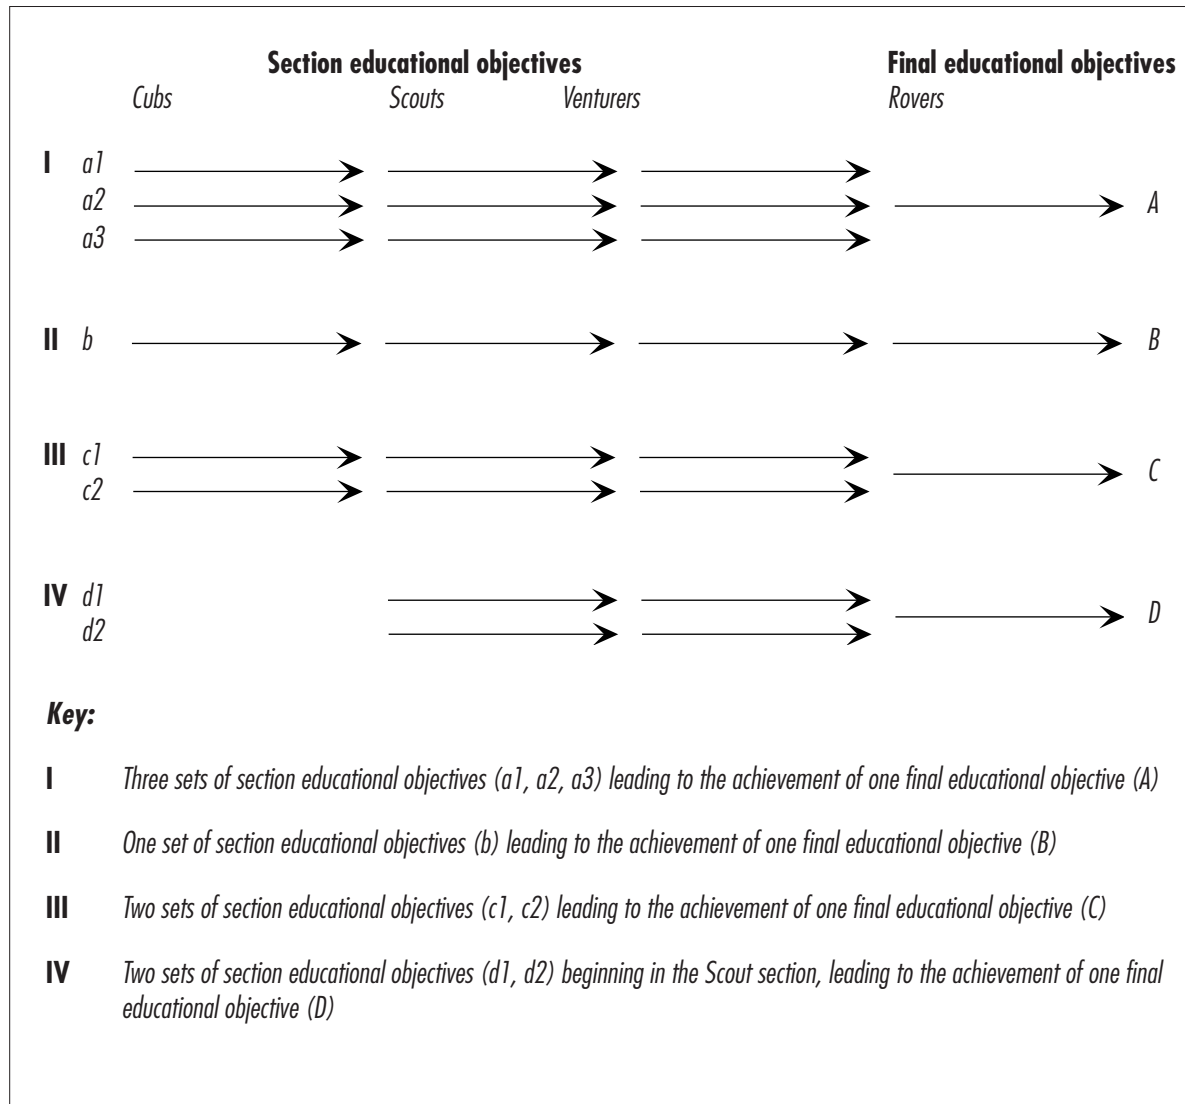 Section educational objectives Final educational objectives
Cubs Scouts Venturers Rovers
I a1
a2 A
a3
II b B
III c1
c2 C
IV d1
d2 D
Key:
I Three sets of section educational objectives (a1, a2, a3) leading to the achievement of one final educational objective (A)
II One set of section educational objectives (b) leading to the achievement of one final educational objective (B)
III Two sets of section educational objectives (c1, c2) leading to the achievement of one final educational objective (C)
IV Two sets of section educational objectives (d1, d2) beginning in the Scout section, leading to the achievement of one final
educational objective (D)